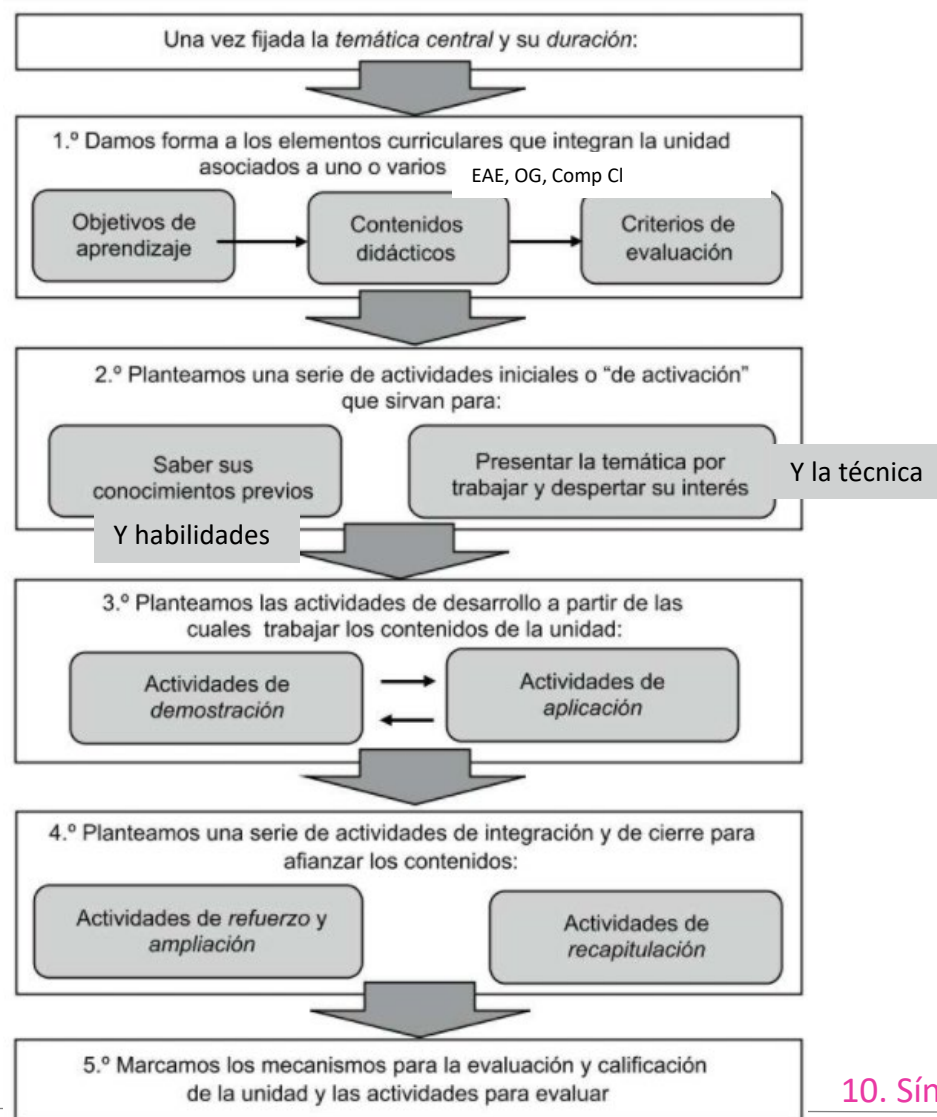 Una vez fijada la temática central y su duración:
1.º Damos forma a los elementos curriculares que integran la unidad
asociados a uno o varios
EAE, OG, Comp Cl
Objetivos de
aprendizaje
Contenidos
didácticos
Criterios de
evaluación
2.º Planteamos una serie de actividades iniciales o “de activación”
que sirvan para:
Saber sus
conocimientos previos
Y habilidades
Presentar la temática por
trabajar y despertar su interés
Y la técnica
3.º Planteamos las actividades de desarrollo a partir de las
cuales trabajar los contenidos de la unidad:
Actividades de
demostración
Actividades de
aplicación
4.º Planteamos una serie de actividades de integración y de cierre para
afianzar los contenidos:
Actividades de refuerzo y
ampliación
Actividades de
recapitulación
5.º Marcamos los mecanismos para la evaluación y calificación
de la unidad y las actividades para evaluar
10. Sín